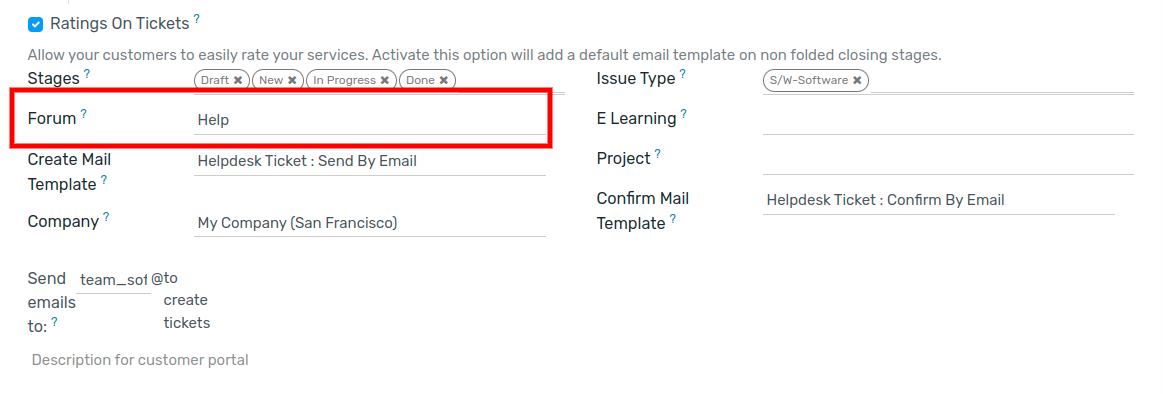 Ratings On Tickets ?
Allow your customers to easily rate your services. Activate this option will add a default email template on non folded closing stages.
Stages ? Draft ✖ New ✖ In Progress ✖ Done ✖
Issue Type ? S/W-Software ✖
Forum ? Help
E Learning ?
Create Mail Template ? Helpdesk Ticket : Send By Email
Project ?
Confirm Mail Template ? Helpdesk Ticket : Confirm By Email
Company ? My Company (San Francisco)
Send emails to: ? team_sof @to create tickets
Description for customer portal